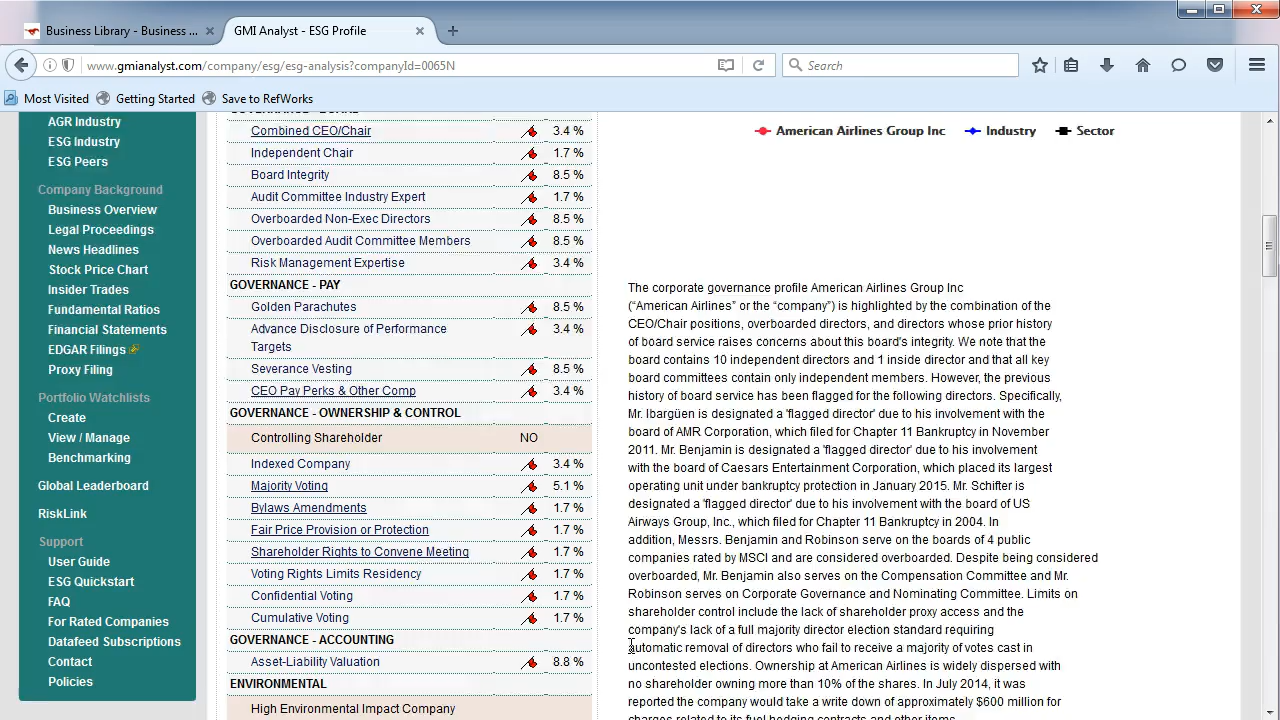 Business Library - Business ...
GMI Analyst - ESG Profile
www.gmianalyst.com/company/esg/esg-analysis?companyId=0065N
Search
Most Visited
Getting Started
Save to RefWorks
AGR Industry
ESG Industry
ESG Peers
Company Background
Business Overview
Legal Proceedings
News Headlines
Stock Price Chart
Insider Trades
Fundamental Ratios
Financial Statements
EDGAR Filings
Proxy Filing
Portfolio Watchlists
Create
View / Manage
Benchmarking
Global Leaderboard
RiskLink
Support
User Guide
ESG Quickstart
FAQ
For Rated Companies
Datafeed Subscriptions
Contact
Policies
Combined CEO/Chair 3.4 %
Independent Chair 1.7 %
Board Integrity 8.5 %
Audit Committee Industry Expert 1.7 %
Overboarded Non-Exec Directors 8.5 %
Overboarded Audit Committee Members 8.5 %
Risk Management Expertise 3.4 %
GOVERNANCE - PAY
Golden Parachutes 8.5 %
Advance Disclosure of Performance 3.4 %
Targets
Severance Vesting 8.5 %
CEO Pay Perks & Other Comp 3.4 %
GOVERNANCE - OWNERSHIP & CONTROL
Controlling Shareholder NO
Indexed Company 3.4 %
Majority Voting 5.1 %
Bylaws Amendments 1.7 %
Fair Price Provision or Protection 1.7 %
Shareholder Rights to Convene Meeting 1.7 %
Voting Rights Limits Residency 1.7 %
Confidential Voting 1.7 %
Cumulative Voting 1.7 %
GOVERNANCE - ACCOUNTING
Asset-Liability Valuation 8.8 %
ENVIRONMENTAL
High Environmental Impact Company
American Airlines Group Inc Industry Sector
The corporate governance profile American Airlines Group Inc
(“American Airlines” or the “company”) is highlighted by the combination of the
CEO/Chair positions, overboarded directors, and directors whose prior history
of board service raises concerns about this board's integrity. We note that the
board contains 10 independent directors and 1 inside director and that all key
board committees contain only independent members. However, the previous
history of board service has been flagged for the following directors. Specifically,
Mr. Ibargüen is designated a 'flagged director' due to his involvement with the
board of AMR Corporation, which filed for Chapter 11 Bankruptcy in November
2011. Mr. Benjamin is designated a 'flagged director' due to his involvement
with the board of Caesars Entertainment Corporation, which placed its largest
operating unit under bankruptcy protection in January 2015. Mr. Schifter is
designated a 'flagged director' due to his involvement with the board of US
Airways Group, Inc., which filed for Chapter 11 Bankruptcy in 2004. In
addition, Messrs. Benjamin and Robinson serve on the boards of 4 public
companies rated by MSCI and are considered overboarded. Despite being considered
overboarded, Mr. Benjamin also serves on the Compensation Committee and Mr.
Robinson serves on Corporate Governance and Nominating Committee. Limits on
shareholder control include the lack of shareholder proxy access and the
company's lack of a full majority director election standard requiring
automatic removal of directors who fail to receive a majority of votes cast in
uncontested elections. Ownership at American Airlines is widely dispersed with
no shareholder owning more than 10% of the shares. In July 2014, it was
reported the company would take a write down of approximately $600 million for
charges related to its fuel hedging contracts and other items.